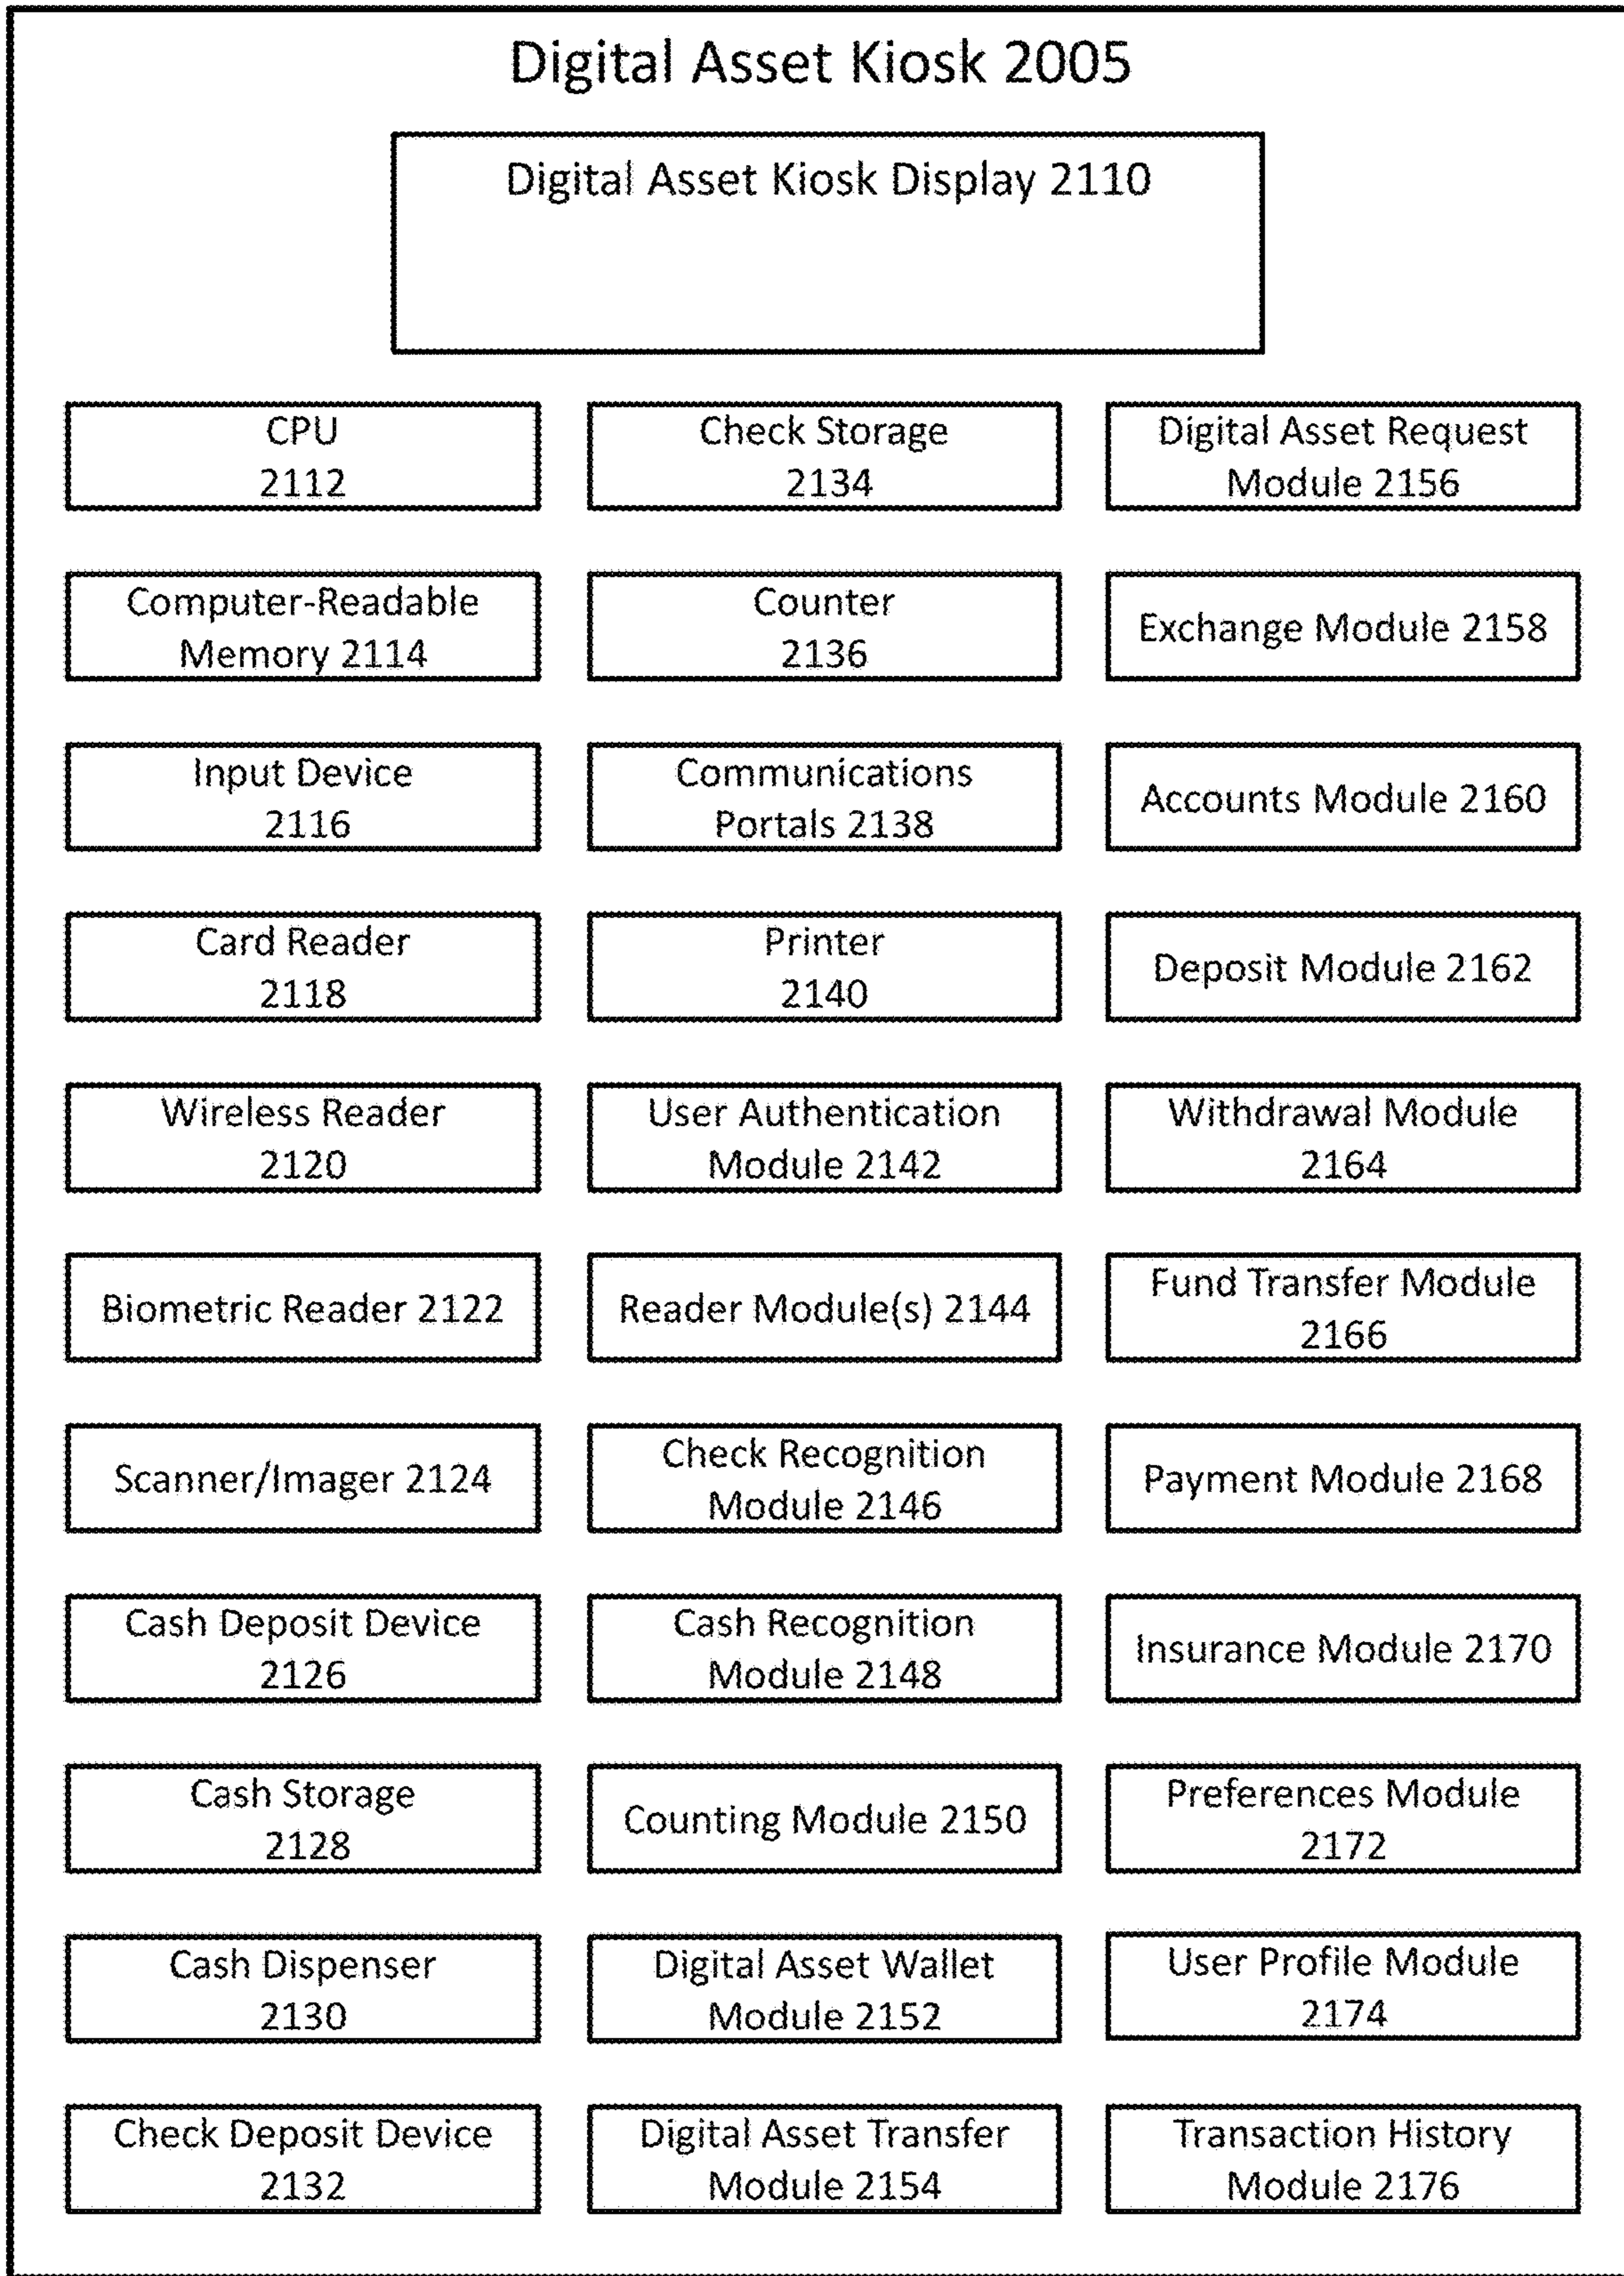 Digital Asset Kiosk 2005
Digital Asset Kiosk Display 2110
CPU
2112
Computer-Readable
Memory 2114
Input Device
2116
Card Reader
2118
Wireless Reader
2120
Biometric Reader 2122
Scanner/Imager 2124
Cash Deposit Device
2126
Cash Storage
2128
Cash Dispenser
2130
Check Deposit Device
2132
Check Storage
2134
Counter
2136
Communications
Portals 2138
Printer
2140
User Authentication
Module 2142
Reader Module(s) 2144
Check Recognition
Module 2146
Cash Recognition
Module 2148
Counting Module 2150
Digital Asset Wallet
Module 2152
Digital Asset Transfer
Module 2154
Digital Asset Request
Module 2156
Exchange Module 2158
Accounts Module 2160
Deposit Module 2162
Withdrawal Module
2164
Fund Transfer Module
2166
Payment Module 2168
Insurance Module 2170
Preferences Module
2172
User Profile Module
2174
Transaction History
Module 2176